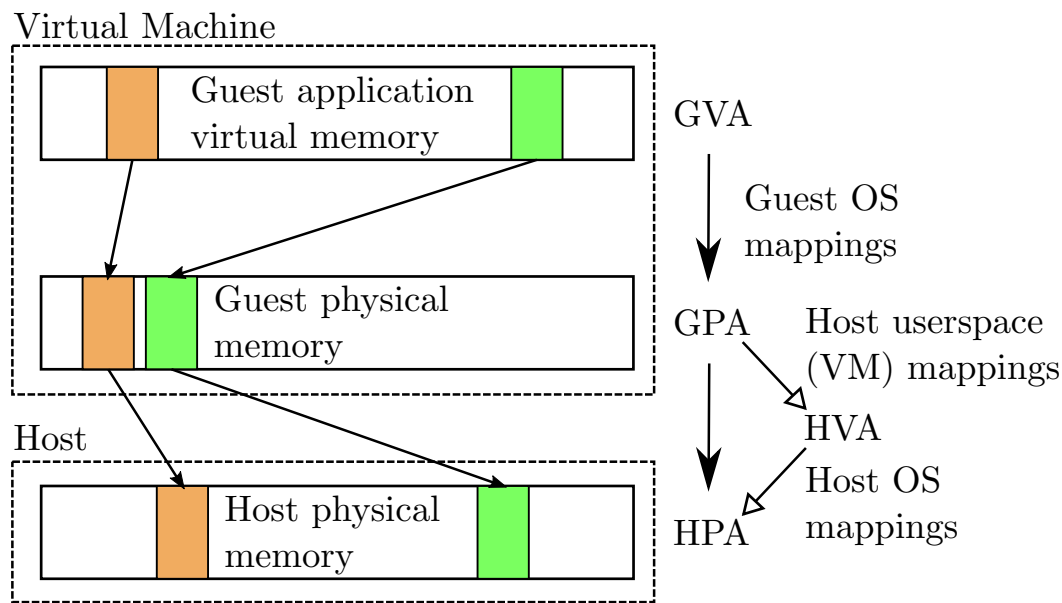 Virtual Machine
Guest application
virtual memory
GVA
Guest OS
mappings
Guest physical
memory
GPA
Host userspace
(VM) mappings
HVA
Host
Host physical
memory
Host OS
mappings
HPA